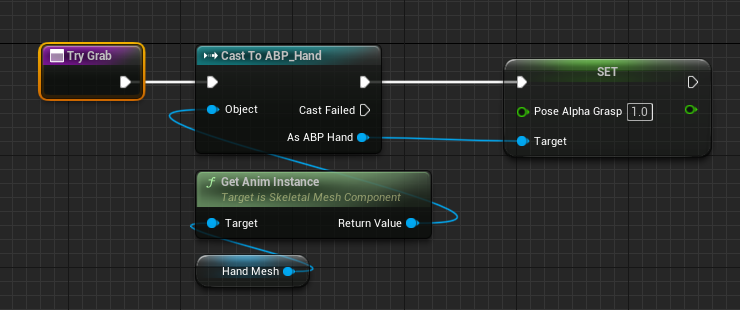 Try Grab
Cast To ABP_Hand
Object
Cast Failed
As ABP Hand
SET
Pose Alpha Grasp 1.0
Target
f Get Anim Instance
Target is Skeletal Mesh Component
Target
Return Value
Hand Mesh